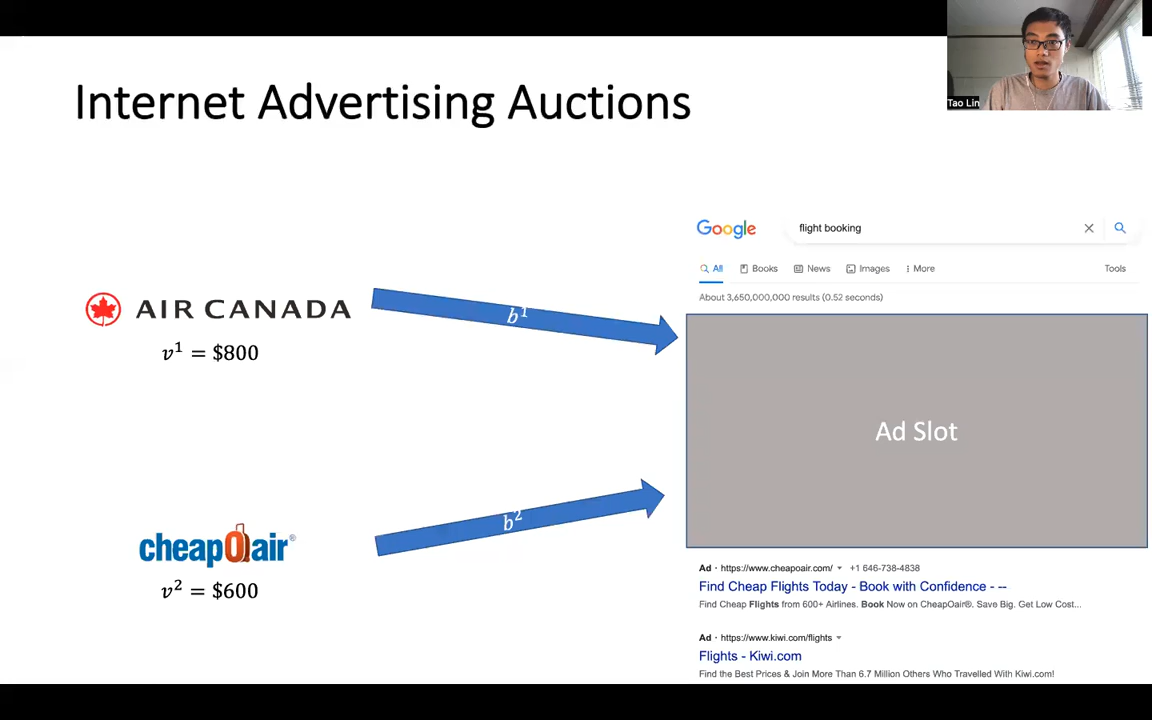 Tao Lin
Internet Advertising Auctions
Google
flight booking
All Books News Images More Tools
About 3,650,000,000 results (0.52 seconds)
AIR CANADA
v¹ = $800
b¹
Ad Slot
cheapOair®
v² = $600
b²
Ad · https://www.cheapoair.com/ +1 646-738-4838
Find Cheap Flights Today - Book with Confidence - --
Find Cheap Flights from 600+ Airlines. Book Now on CheapOair®. Save Big. Get Low Cost...
Ad · https://www.kiwi.com/flights
Flights - Kiwi.com
Find the Best Prices & Join More Than 6.7 Million Others Who Travelled With Kiwi.com!